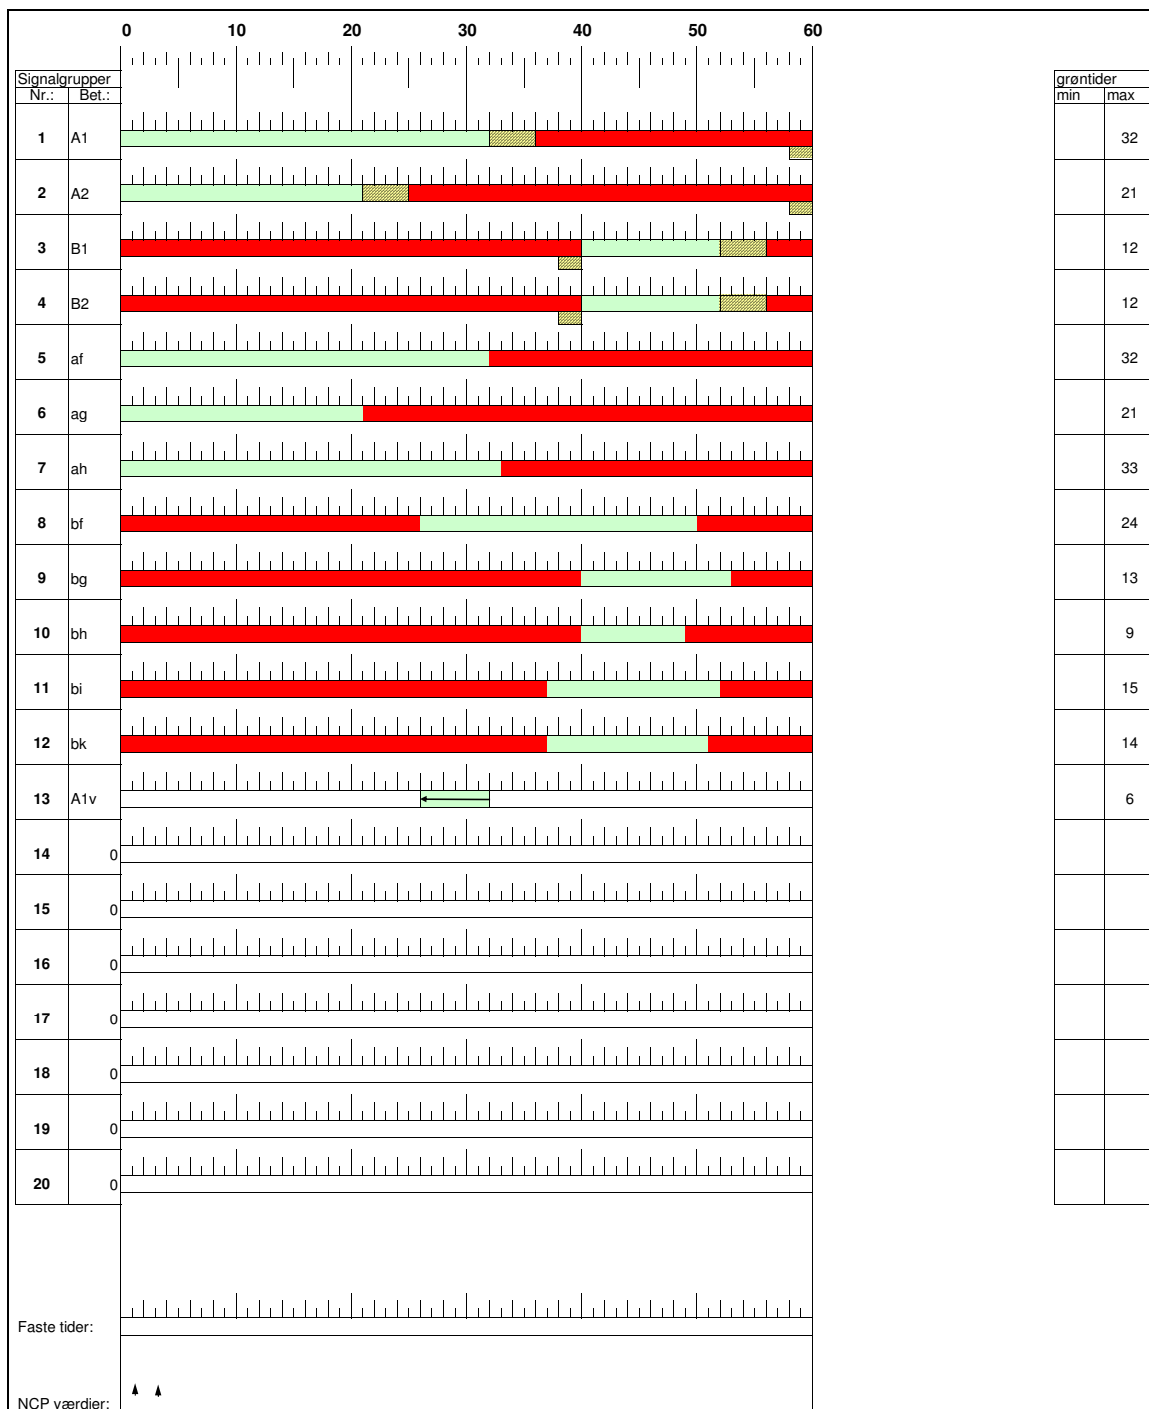 0 10 20 30 40 50 60
Signalgrupper grøntider
Nr.: Bet.: min max
1 A1 32
2 A2 21
3 B1 12
4 B2 12
5 af 32
6 ag 21
7 ah 33
8 bf 24
9 bg 13
10 bh 9
11 bi 15
12 bk 14
13 A1v 6
14 0
15 0
16 0
17 0
18 0
19 0
20 0
Faste tider:
NCP værdier: